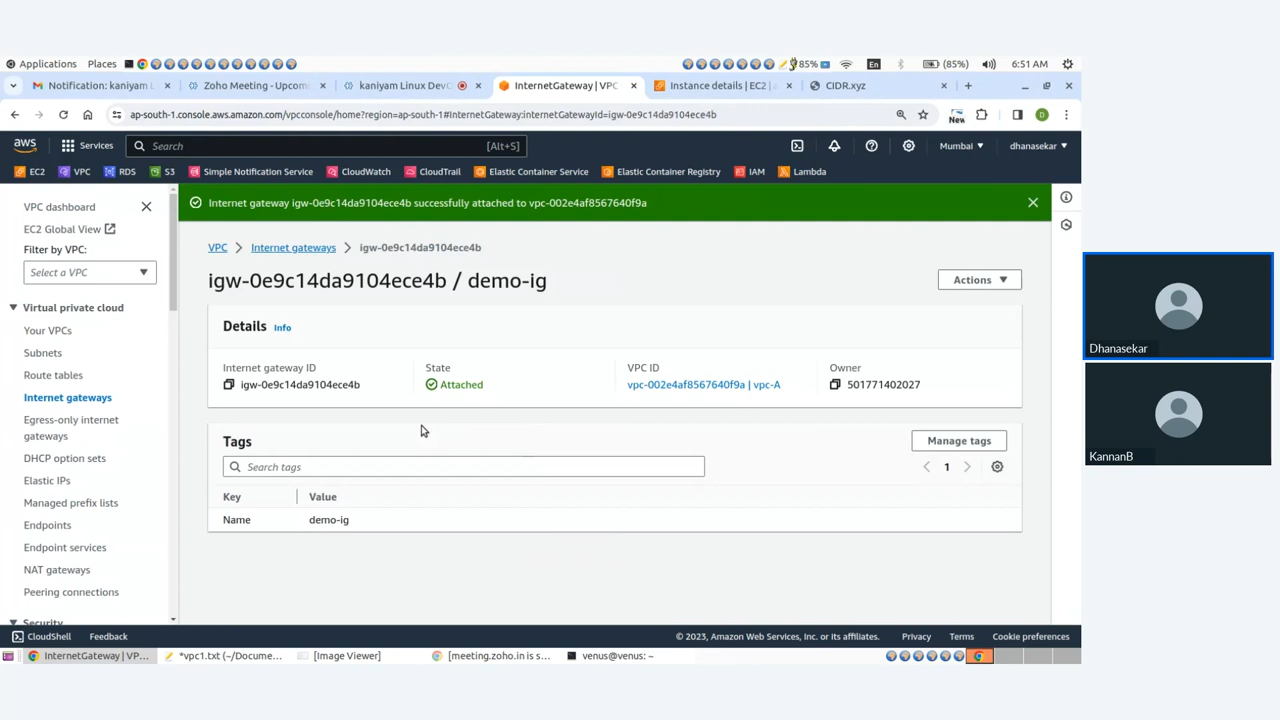 Applications Places 85% En (85%) 6:51 AM
Notification: kaniyam L Zoho Meeting - Upcomi kaniyam Linux DevO InternetGateway | VPC Instance details | EC2 | a CIDR.xyz
ap-south-1.console.aws.amazon.com/vpcconsole/home?region=ap-south-1#InternetGateway:internetGatewayId=igw-0e9c14da9104ece4b New D
aws Services Search [Alt+S] Mumbai dhanasekar
EC2 VPC RDS S3 Simple Notification Service CloudWatch CloudTrail Elastic Container Service Elastic Container Registry IAM Lambda
VPC dashboard
EC2 Global View
Filter by VPC:
Select a VPC
Virtual private cloud
Your VPCs
Subnets
Route tables
Internet gateways
Egress-only internet
gateways
DHCP option sets
Elastic IPs
Managed prefix lists
Endpoints
Endpoint services
NAT gateways
Peering connections
Security
Internet gateway igw-0e9c14da9104ece4b successfully attached to vpc-002e4af8567640f9a
VPC Internet gateways igw-0e9c14da9104ece4b
igw-0e9c14da9104ece4b / demo-ig Actions
Details Info
Internet gateway ID State VPC ID Owner
igw-0e9c14da9104ece4b Attached vpc-002e4af8567640f9a | vpc-A 501771402027
Tags Manage tags
Search tags 1
Key Value
Name demo-ig
CloudShell Feedback © 2023, Amazon Web Services, Inc. or its affiliates. Privacy Terms Cookie preferences
InternetGateway | VP... *vpc1.txt (~/Docume... [Image Viewer] [meeting.zoho.in is s... venus@venus: ~
Dhanasekar
KannanB